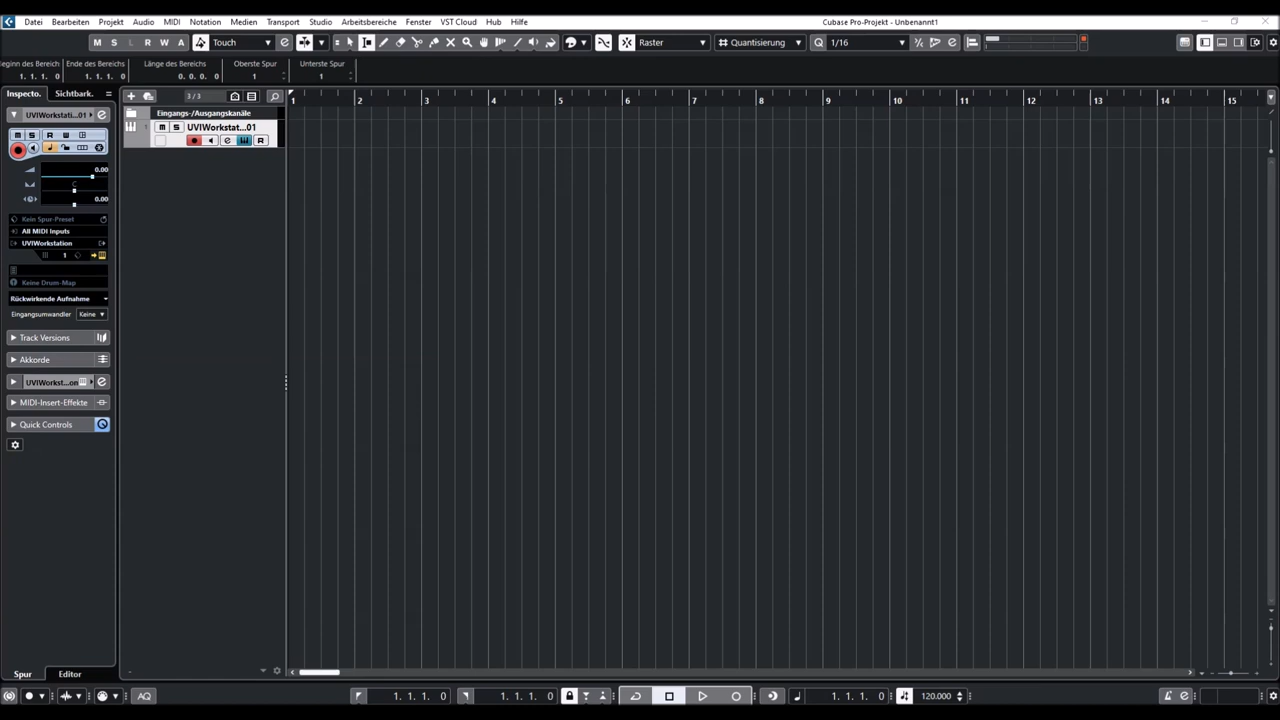 Datei Bearbeiten Projekt Audio MIDI Notation Medien Transport Studio Arbeitsbereiche Fenster VST Cloud Hub Hilfe Cubase Pro-Projekt - Unbenannt1
M S L R W A Touch Raster Quantisierung Q 1/16
Beginn des Bereich Ende des Bereichs Länge des Bereichs Oberste Spur Unterste Spur
1. 1. 1. 0 1. 1. 1. 0 0. 0. 0. 0 1 1
Inspecto. Sichtbark. 3 / 3 1 2 3 4 5 6 7 8 9 10 11 12 13 14 15
UVIWorkstati...01 Eingangs-/Ausgangskanäle
1 M S UVIWorkstat...01
M S R W R
0.00
C
0.00
Kein Spur-Preset
All MIDI Inputs
UVIWorkstation
1
Keine Drum-Map
Rückwirkende Aufnahme
Eingangsumwandler Keine
Track Versions
Akkorde
UVIWorkst...on
MIDI-Insert-Effekte
Quick Controls
Spur Editor
AQ 1. 1. 1. 0 1. 1. 1. 0 1. 1. 1. 0 120.000